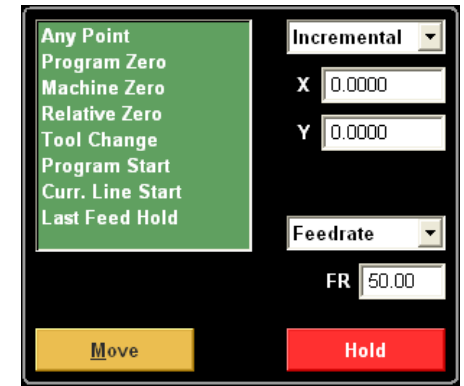 Any Point
Program Zero
Machine Zero
Relative Zero
Tool Change
Program Start
Curr. Line Start
Last Feed Hold
Incremental
X 0.0000
Y 0.0000
Feedrate
FR 50.00
Move
Hold